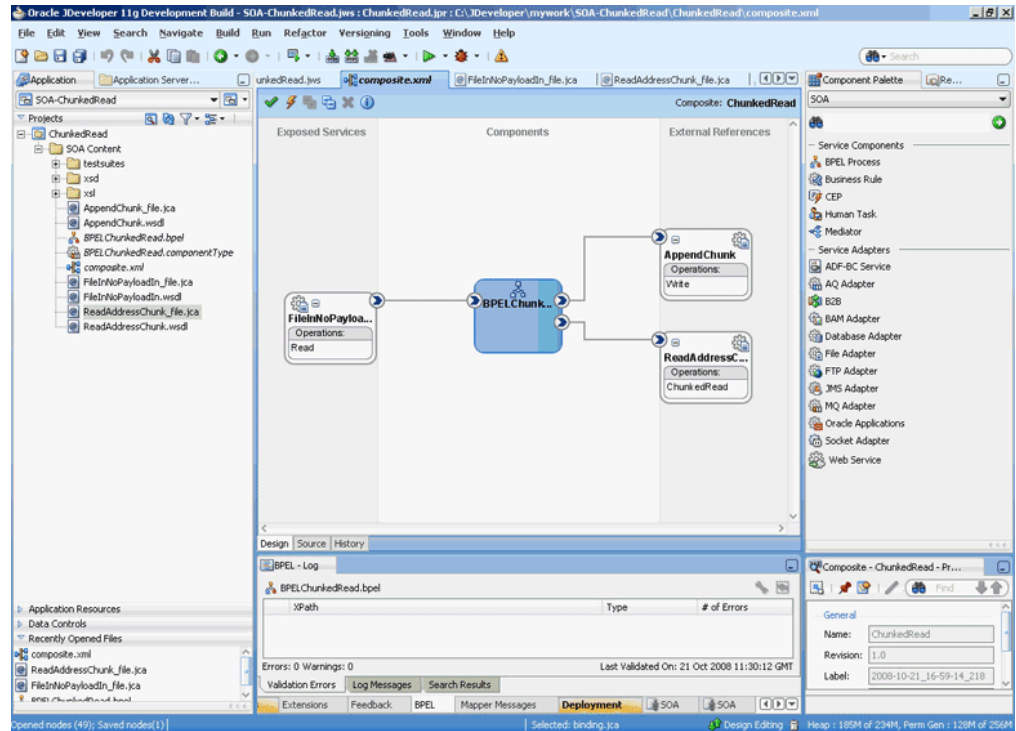 Oracle JDeveloper 11g Development Build - SOA-ChunkedRead.jws : ChunkedRead.jpr : C:\JDeveloper\mywork\SOA-ChunkedRead\ChunkedRead\composite.xml
File Edit View Search Navigate Build Run Refactor Versioning Tools Window Help
Search
Application Application Server...
SOA-ChunkedRead
Projects
ChunkedRead
SOA Content
testsuites
xsd
xsl
AppendChunk_file.jca
AppendChunk.wsdl
BPELChunkedRead.bpel
BPELChunkedRead.componentType
composite.xml
FileInNoPayloadIn_file.jca
FileInNoPayloadIn.wsdl
ReadAddressChunk_file.jca
ReadAddressChunk.wsdl
Application Resources
Data Controls
Recently Opened Files
composite.xml
ReadAddressChunk_file.jca
FileInNoPayloadIn_file.jca
BPELChunkedRead.bpel
unkedRead.jws composite.xml FileInNoPayloadIn_file.jca ReadAddressChunk_file.jca
Composite: ChunkedRead
Exposed Services Components External References
AppendChunk
Operations:
Write
BPELChunk...
FileInNoPayloa...
Operations:
Read
ReadAddressC...
Operations:
ChunkedRead
Design Source History
BPEL - Log
BPELChunkedRead.bpel
XPath Type # of Errors
Errors: 0 Warnings: 0 Last Validated On: 21 Oct 2008 11:30:12 GMT
Validation Errors Log Messages Search Results
Extensions Feedback BPEL Mapper Messages Deployment SOA SOA
Component Palette Re...
SOA
Service Components
BPEL Process
Business Rule
CEP
Human Task
Mediator
Service Adapters
ADF-BC Service
AQ Adapter
B2B
BAM Adapter
Database Adapter
File Adapter
FTP Adapter
JMS Adapter
MQ Adapter
Oracle Applications
Socket Adapter
Web Service
Composite - ChunkedRead - Pr...
Find
General
Name: ChunkedRead
Revision: 1.0
Label: 2008-10-21_16-59-14_218
Opened nodes (49); Saved nodes(1) Selected: binding.jca Design Editing Heap : 185M of 234M, Perm Gen : 128M of 256M